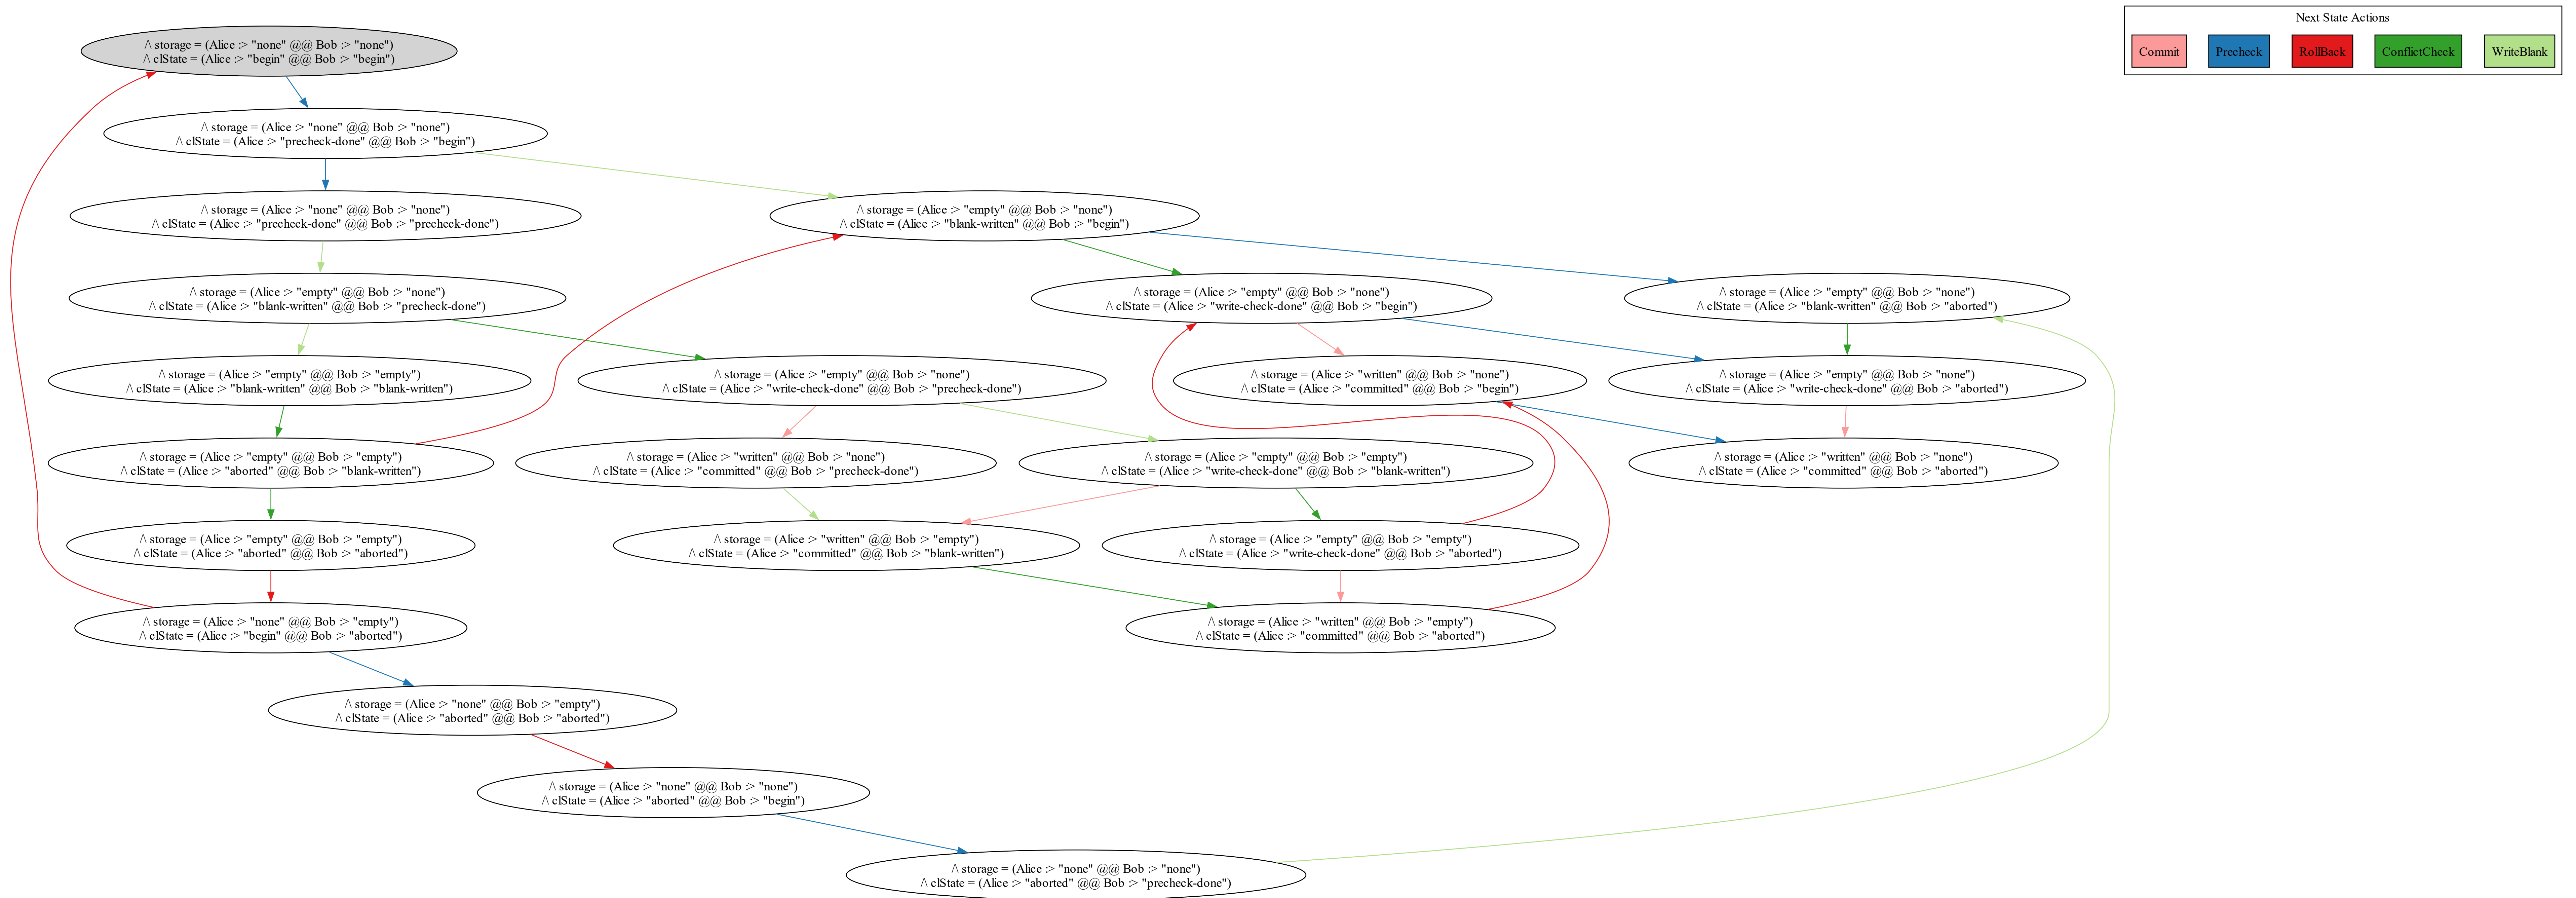 Next State Actions
Commit
Precheck
RollBack
ConflictCheck
WriteBlank
/\ storage = (Alice :> "none" @@ Bob :> "none")
/\ clState = (Alice :> "begin" @@ Bob :> "begin")
/\ storage = (Alice :> "none" @@ Bob :> "none")
/\ clState = (Alice :> "precheck-done" @@ Bob :> "begin")
/\ storage = (Alice :> "none" @@ Bob :> "none")
/\ clState = (Alice :> "precheck-done" @@ Bob :> "precheck-done")
/\ storage = (Alice :> "empty" @@ Bob :> "none")
/\ clState = (Alice :> "blank-written" @@ Bob :> "begin")
/\ storage = (Alice :> "empty" @@ Bob :> "none")
/\ clState = (Alice :> "blank-written" @@ Bob :> "precheck-done")
/\ storage = (Alice :> "empty" @@ Bob :> "none")
/\ clState = (Alice :> "write-check-done" @@ Bob :> "begin")
/\ storage = (Alice :> "empty" @@ Bob :> "none")
/\ clState = (Alice :> "blank-written" @@ Bob :> "aborted")
/\ storage = (Alice :> "empty" @@ Bob :> "empty")
/\ clState = (Alice :> "blank-written" @@ Bob :> "blank-written")
/\ storage = (Alice :> "empty" @@ Bob :> "none")
/\ clState = (Alice :> "write-check-done" @@ Bob :> "precheck-done")
/\ storage = (Alice :> "written" @@ Bob :> "none")
/\ clState = (Alice :> "committed" @@ Bob :> "begin")
/\ storage = (Alice :> "empty" @@ Bob :> "none")
/\ clState = (Alice :> "write-check-done" @@ Bob :> "aborted")
/\ storage = (Alice :> "empty" @@ Bob :> "empty")
/\ clState = (Alice :> "aborted" @@ Bob :> "blank-written")
/\ storage = (Alice :> "written" @@ Bob :> "none")
/\ clState = (Alice :> "committed" @@ Bob :> "precheck-done")
/\ storage = (Alice :> "empty" @@ Bob :> "empty")
/\ clState = (Alice :> "write-check-done" @@ Bob :> "blank-written")
/\ storage = (Alice :> "written" @@ Bob :> "none")
/\ clState = (Alice :> "committed" @@ Bob :> "aborted")
/\ storage = (Alice :> "empty" @@ Bob :> "empty")
/\ clState = (Alice :> "aborted" @@ Bob :> "aborted")
/\ storage = (Alice :> "written" @@ Bob :> "empty")
/\ clState = (Alice :> "committed" @@ Bob :> "blank-written")
/\ storage = (Alice :> "empty" @@ Bob :> "empty")
/\ clState = (Alice :> "write-check-done" @@ Bob :> "aborted")
/\ storage = (Alice :> "none" @@ Bob :> "empty")
/\ clState = (Alice :> "begin" @@ Bob :> "aborted")
/\ storage = (Alice :> "written" @@ Bob :> "empty")
/\ clState = (Alice :> "committed" @@ Bob :> "aborted")
/\ storage = (Alice :> "none" @@ Bob :> "empty")
/\ clState = (Alice :> "aborted" @@ Bob :> "aborted")
/\ storage = (Alice :> "none" @@ Bob :> "none")
/\ clState = (Alice :> "aborted" @@ Bob :> "begin")
/\ storage = (Alice :> "none" @@ Bob :> "none")
/\ clState = (Alice :> "aborted" @@ Bob :> "precheck-done")